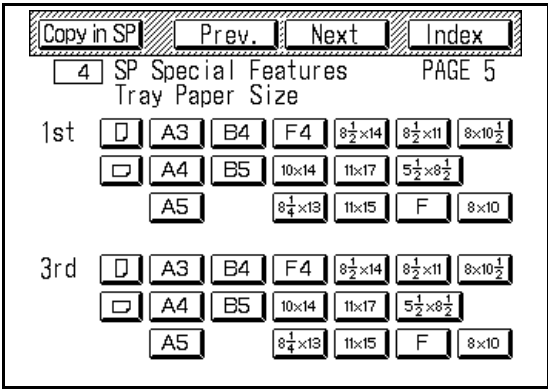 Copy in SP Prev. Next Index
4 SP Special Features PAGE 5
Tray Paper Size
1st A3 B4 F4 8½×14 8½×11 8×10½
A4 B5 10×14 11×17 5½×8½
A5 8¼×13 11×15 F 8×10
3rd A3 B4 F4 8½×14 8½×11 8×10½
A4 B5 10×14 11×17 5½×8½
A5 8¼×13 11×15 F 8×10